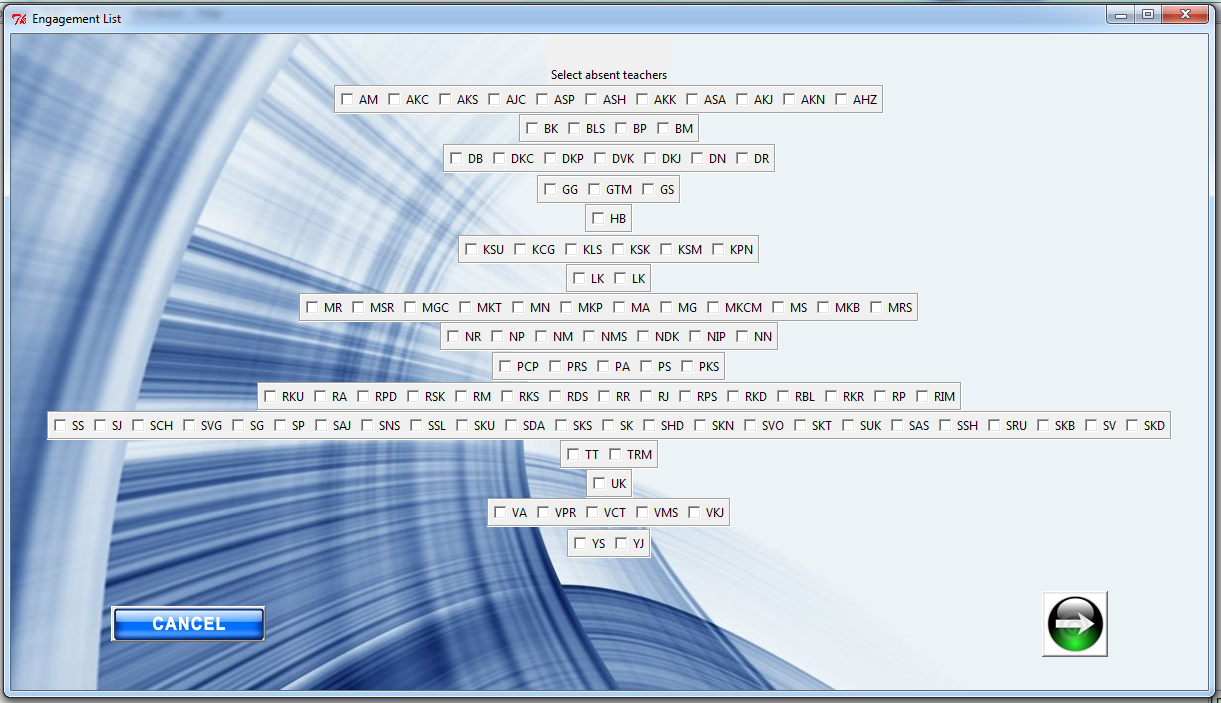 Engagement List
Select absent teachers
AM AKC AKS AJC ASP ASH AKK ASA AKJ AKN AHZ
BK BLS BP BM
DB DKC DKP DVK DKJ DN DR
GG GTM GS
HB
KSU KCG KLS KSK KSM KPN
LK LK
MR MSR MGC MKT MN MKP MA MG MKCM MS MKB MRS
NR NP NM NMS NDK NIP NN
PCP PRS PA PS PKS
RKU RA RPD RSK RM RKS RDS RR RJ RPS RKD RBL RKR RP RIM
SS SJ SCH SVG SG SP SAJ SNS SSL SKU SDA SKS SK SHD SKN SVO SKT SUK SAS SSH SRU SKB SV SKD
TT TRM
UK
VA VPR VCT VMS VKJ
YS YJ
CANCEL